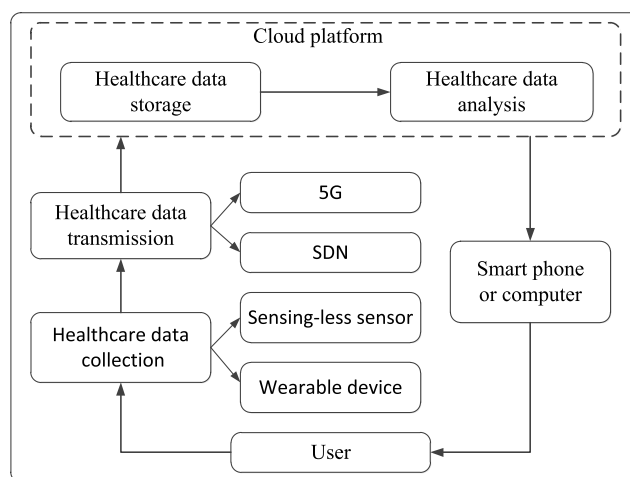 Cloud platform
Healthcare data
storage
Healthcare data
analysis
Healthcare data
transmission
5G
SDN
Smart phone
or computer
Healthcare data
collection
Sensing-less sensor
Wearable device
User